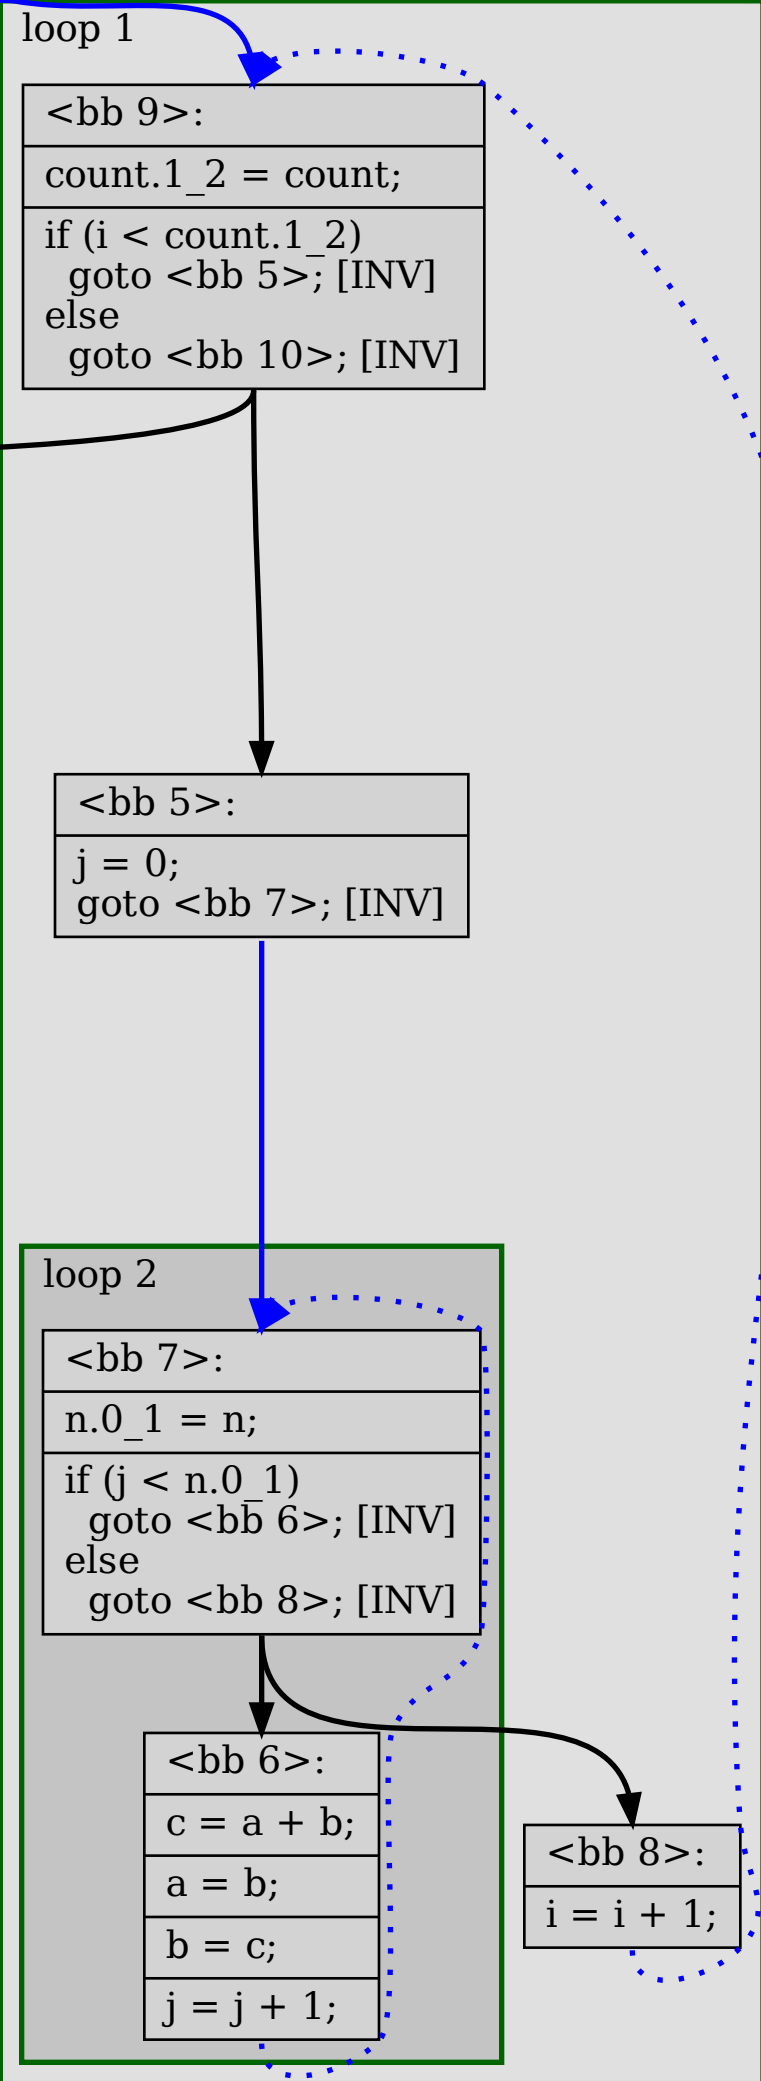 loop 1
<bb 9>:
count.1_2 = count;
if (i < count.1_2)
  goto <bb 5>; [INV]
else
  goto <bb 10>; [INV]
<bb 5>:
j = 0;
goto <bb 7>; [INV]
loop 2
<bb 7>:
n.0_1 = n;
if (j < n.0_1)
  goto <bb 6>; [INV]
else
  goto <bb 8>; [INV]
<bb 6>:
c = a + b;
a = b;
b = c;
j = j + 1;
<bb 8>:
i = i + 1;